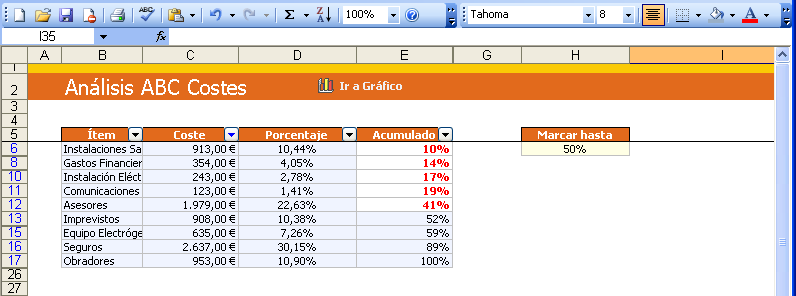 100% Tahoma 8
I35 fx
A B C D E G H I
1
2 Análisis ABC Costes Ir a Gráfico
3
4
5 Ítem Coste Porcentaje Acumulado Marcar hasta
6 Instalaciones Sa 913,00 € 10,44% 10% 50%
8 Gastos Financier 354,00 € 4,05% 14%
10 Instalación Eléct 243,00 € 2,78% 17%
11 Comunicaciones 123,00 € 1,41% 19%
12 Asesores 1.979,00 € 22,63% 41%
13 Imprevistos 908,00 € 10,38% 52%
15 Equipo Electróge 635,00 € 7,26% 59%
16 Seguros 2.637,00 € 30,15% 89%
17 Obradores 953,00 € 10,90% 100%
26
27